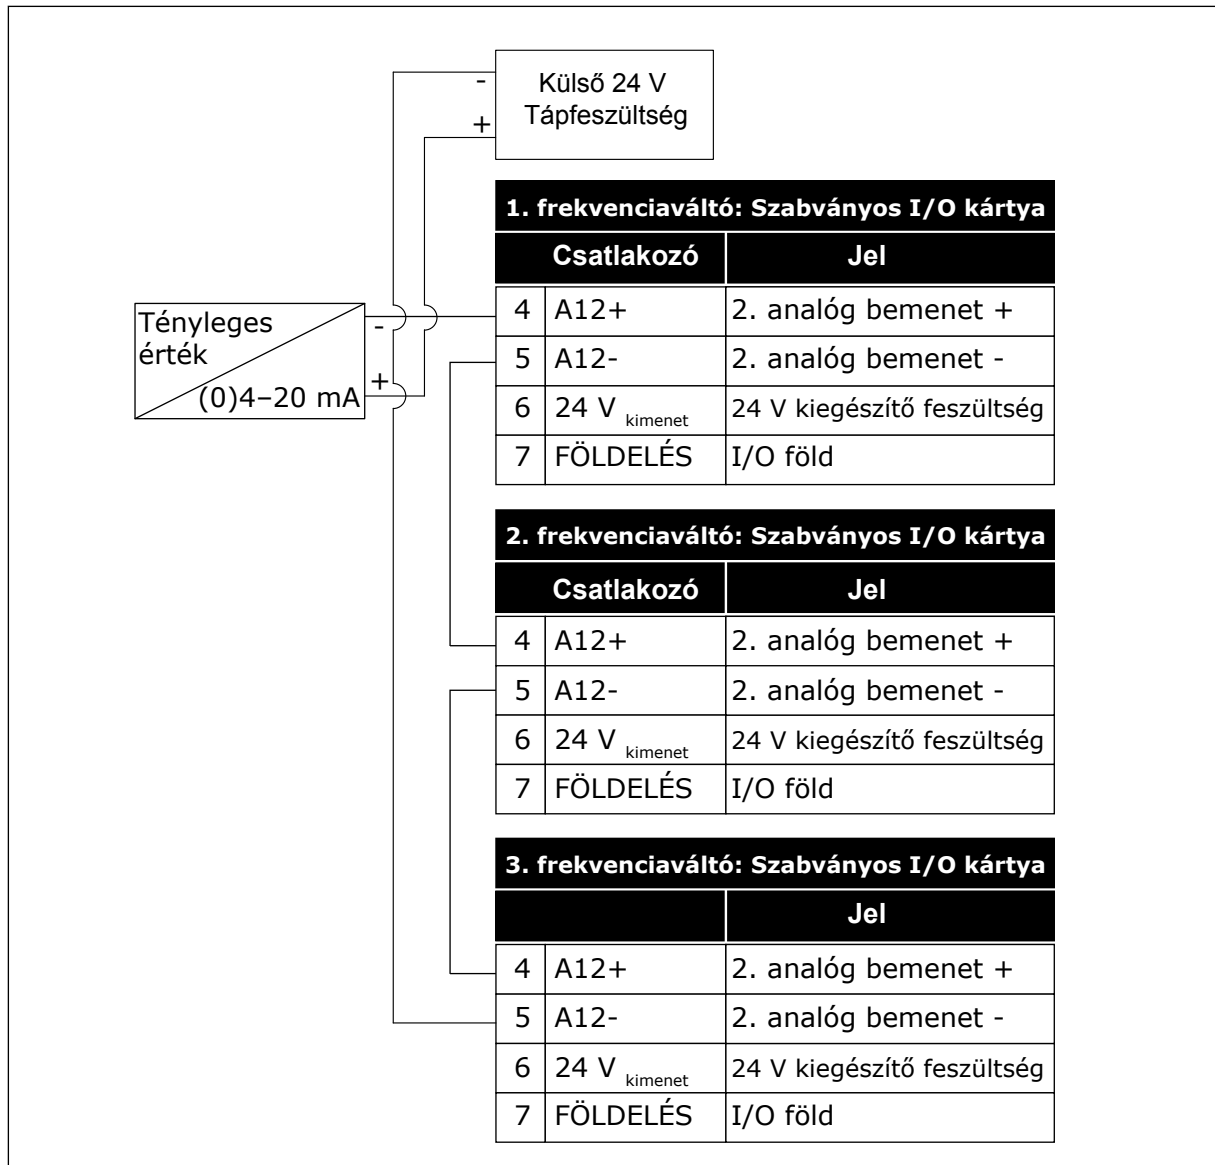 -
Külső 24 V
Tápfeszültség
+
1. frekvenciaváltó: Szabványos I/O kártya
Csatlakozó Jel
Tényleges
érték
-
+
(0)4–20 mA
4 A12+ 2. analóg bemenet +
5 A12- 2. analóg bemenet -
6 24 V kimenet 24 V kiegészítő feszültség
7 FÖLDELÉS I/O föld
2. frekvenciaváltó: Szabványos I/O kártya
Csatlakozó Jel
4 A12+ 2. analóg bemenet +
5 A12- 2. analóg bemenet -
6 24 V kimenet 24 V kiegészítő feszültség
7 FÖLDELÉS I/O föld
3. frekvenciaváltó: Szabványos I/O kártya
Jel
4 A12+ 2. analóg bemenet +
5 A12- 2. analóg bemenet -
6 24 V kimenet 24 V kiegészítő feszültség
7 FÖLDELÉS I/O föld